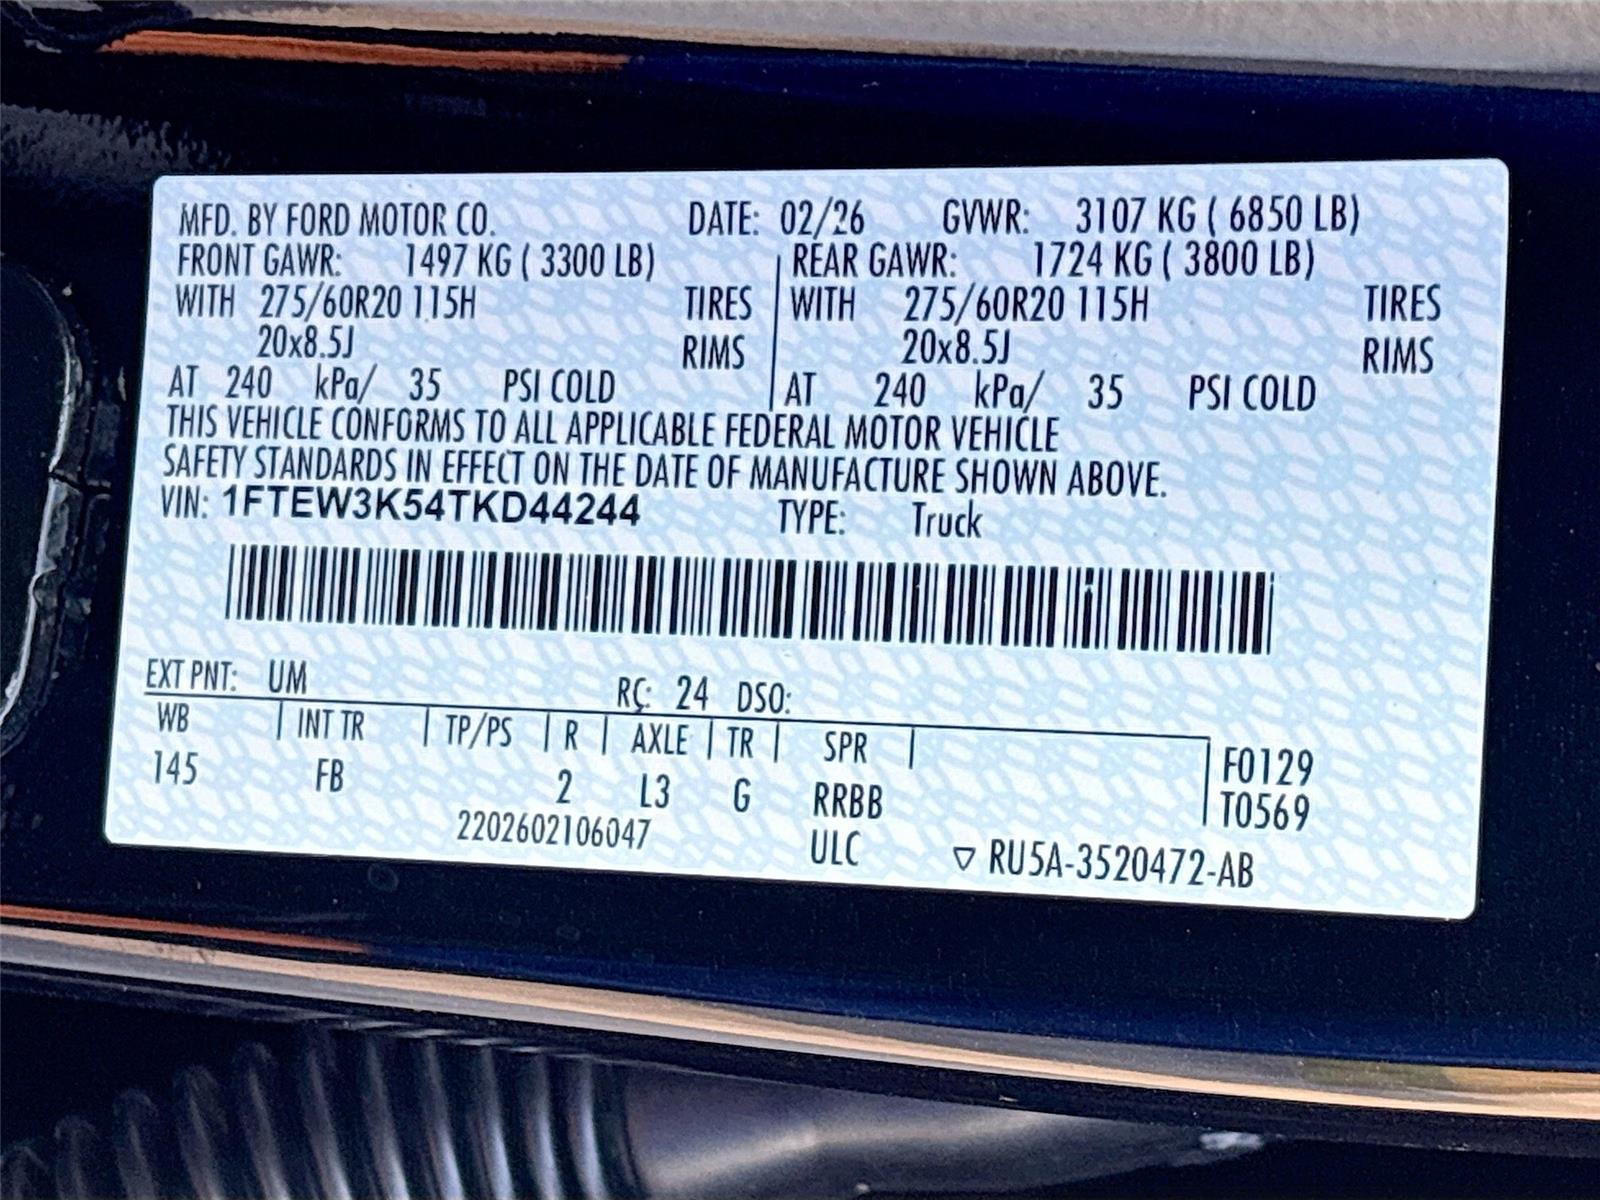 MFD. BY FORD MOTOR CO. DATE: 02/26 GVWR: 3107 KG ( 6850 LB)
FRONT GAWR: 1497 KG ( 3300 LB) REAR GAWR: 1724 KG ( 3800 LB)
WITH 275/60R20 115H TIRES WITH 275/60R20 115H TIRES
20x8.5J RIMS 20x8.5J RIMS
AT 240 kPa/ 35 PSI COLD AT 240 kPa/ 35 PSI COLD
THIS VEHICLE CONFORMS TO ALL APPLICABLE FEDERAL MOTOR VEHICLE
SAFETY STANDARDS IN EFFECT ON THE DATE OF MANUFACTURE SHOWN ABOVE.
VIN: 1FTEW3K54TKD44244 TYPE: Truck
EXT PNT: UM RC: 24 DSO:
WB INT TR TP/PS R AXLE TR SPR F0129
145 FB 2 L3 G RRBB T0569
2202602106047 ULC ▽ RU5A-3520472-AB